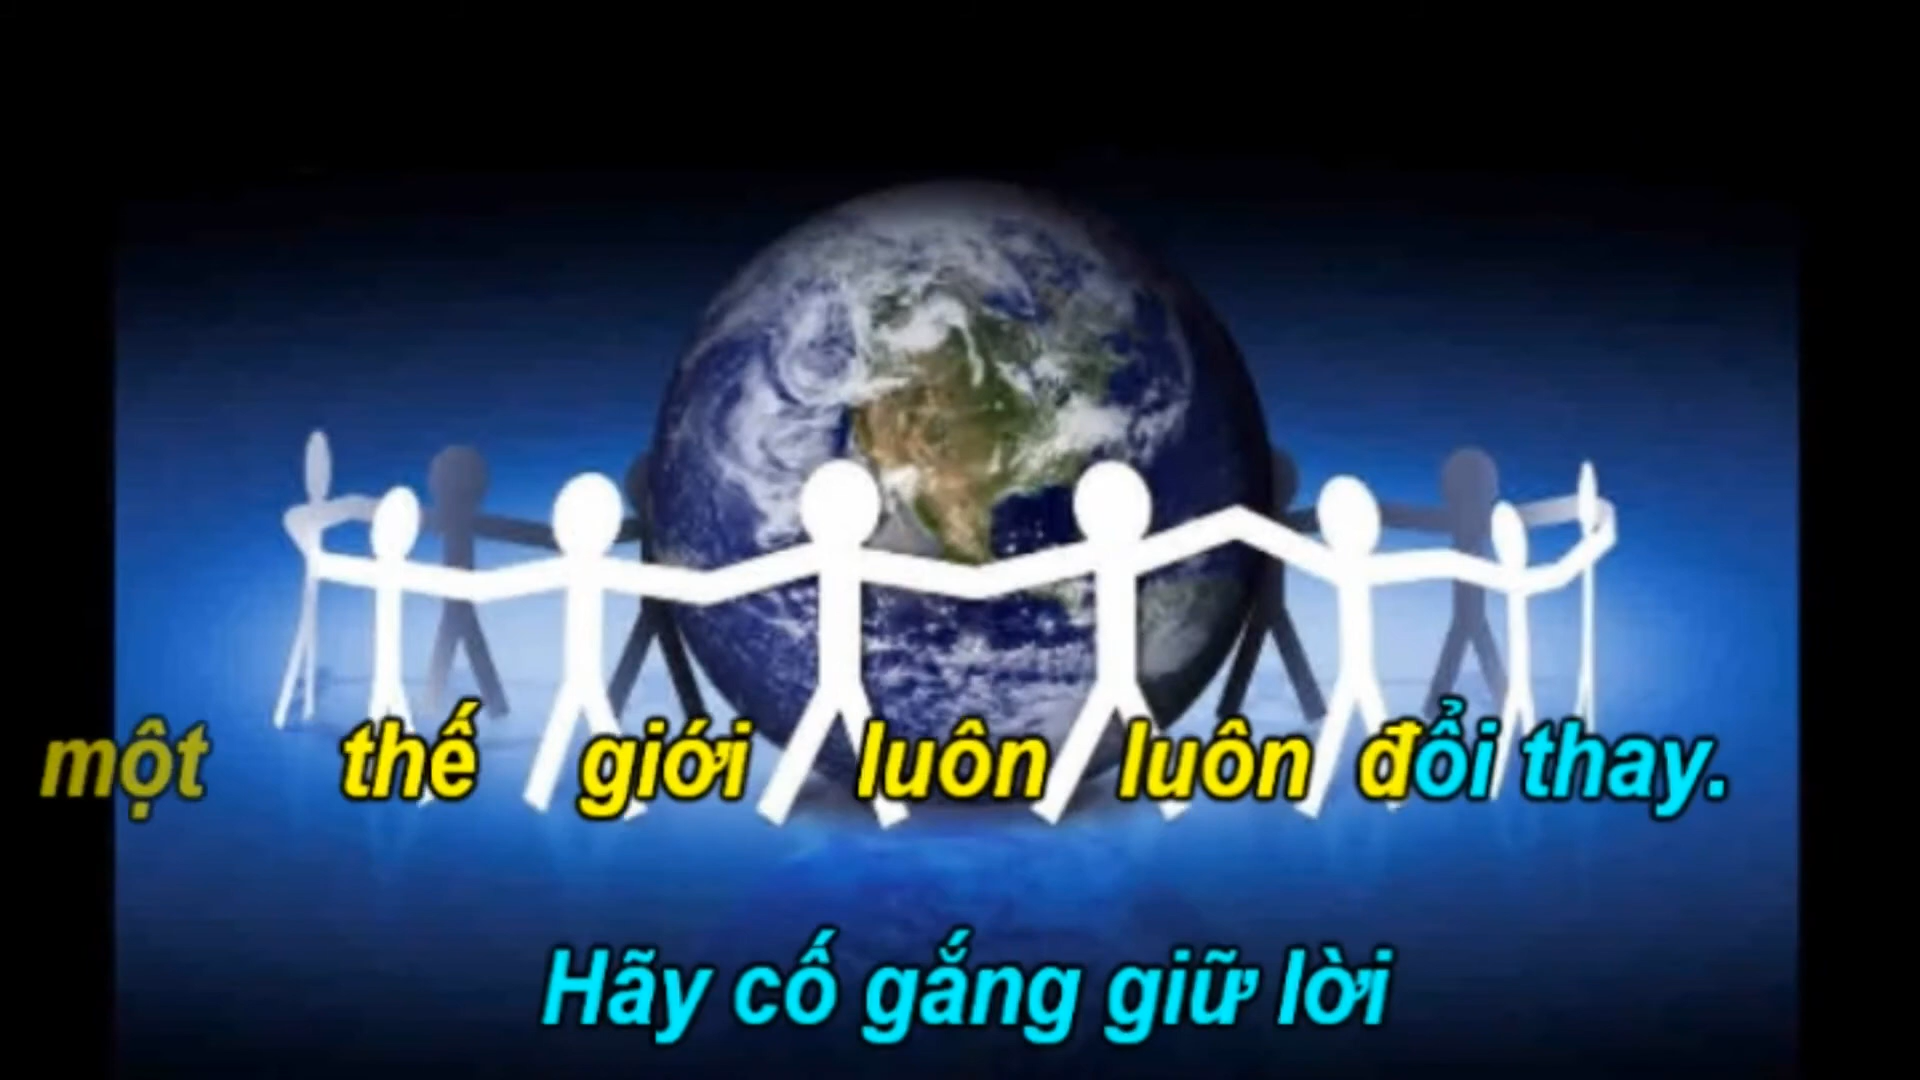 một thế giới luôn luôn đổi thay.
Hãy cố gắng giữ lời